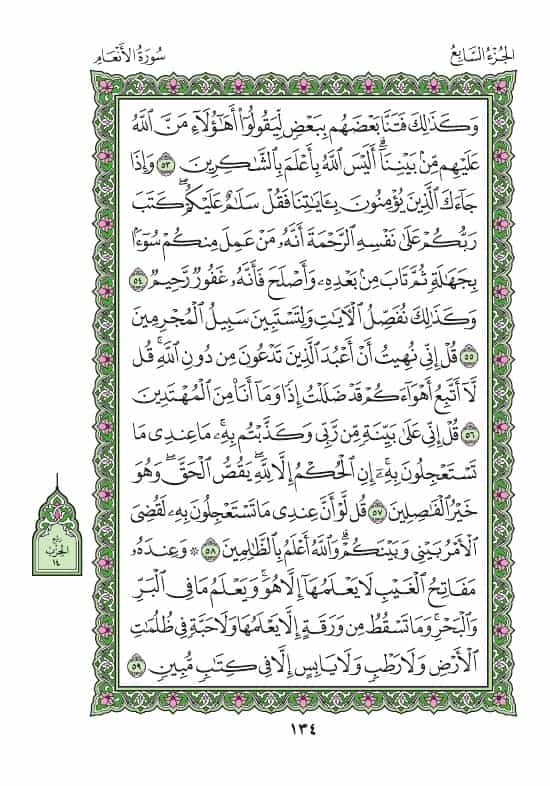 الجُزْءُ السَّابِعُ
سُورَةُ الأَنْعَامِ
وَكَذَٰلِكَ فَتَنَّا بَعْضَهُم بِبَعْضٍ لِّيَقُولُوٓا۟ أَهَـٰٓؤُلَآءِ مَنَّ ٱللَّهُ
عَلَيْهِم مِّنۢ بَيْنِنَآ ۗ أَلَيْسَ ٱللَّهُ بِأَعْلَمَ بِٱلشَّـٰكِرِينَ ٥٣ وَإِذَا
جَآءَكَ ٱلَّذِينَ يُؤْمِنُونَ بِـَٔايَـٰتِنَا فَقُلْ سَلَـٰمٌ عَلَيْكُمْ ۖ كَتَبَ
رَبُّكُمْ عَلَىٰ نَفْسِهِ ٱلرَّحْمَةَ ۖ أَنَّهُۥ مَنْ عَمِلَ مِنكُمْ سُوٓءًۢا
بِجَهَـٰلَةٍ ثُمَّ تَابَ مِنۢ بَعْدِهِۦ وَأَصْلَحَ فَأَنَّهُۥ غَفُورٌ رَّحِيمٌ ٥٤
وَكَذَٰلِكَ نُفَصِّلُ ٱلْـَٔايَـٰتِ وَلِتَسْتَبِينَ سَبِيلُ ٱلْمُجْرِمِينَ
٥٥ قُلْ إِنِّى نُهِيتُ أَنْ أَعْبُدَ ٱلَّذِينَ تَدْعُونَ مِن دُونِ ٱللَّهِ ۚ قُل
لَّآ أَتَّبِعُ أَهْوَآءَكُمْ ۙ قَدْ ضَلَلْتُ إِذًا وَمَآ أَنَا۠ مِنَ ٱلْمُهْتَدِينَ
٥٦ قُلْ إِنِّى عَلَىٰ بَيِّنَةٍ مِّن رَّبِّى وَكَذَّبْتُم بِهِۦ ۚ مَا عِندِى مَا
تَسْتَعْجِلُونَ بِهِۦٓ ۚ إِنِ ٱلْحُكْمُ إِلَّا لِلَّهِ ۖ يَقُصُّ ٱلْحَقَّ ۖ وَهُوَ
خَيْرُ ٱلْفَـٰصِلِينَ ٥٧ قُل لَّوْ أَنَّ عِندِى مَا تَسْتَعْجِلُونَ بِهِۦ لَقُضِىَ
ٱلْأَمْرُ بَيْنِى وَبَيْنَكُمْ ۗ وَٱللَّهُ أَعْلَمُ بِٱلظَّـٰلِمِينَ ٥٨ ۞ وَعِندَهُۥ
مَفَاتِحُ ٱلْغَيْبِ لَا يَعْلَمُهَآ إِلَّا هُوَ ۚ وَيَعْلَمُ مَا فِى ٱلْبَرِّ
وَٱلْبَحْرِ ۚ وَمَا تَسْقُطُ مِن وَرَقَةٍ إِلَّا يَعْلَمُهَا وَلَا حَبَّةٍ فِى ظُلُمَـٰتِ
ٱلْأَرْضِ وَلَا رَطْبٍ وَلَا يَابِسٍ إِلَّا فِى كِتَـٰبٍ مُّبِينٍ ٥٩
ربع
الحزب
١٤
١٣٤